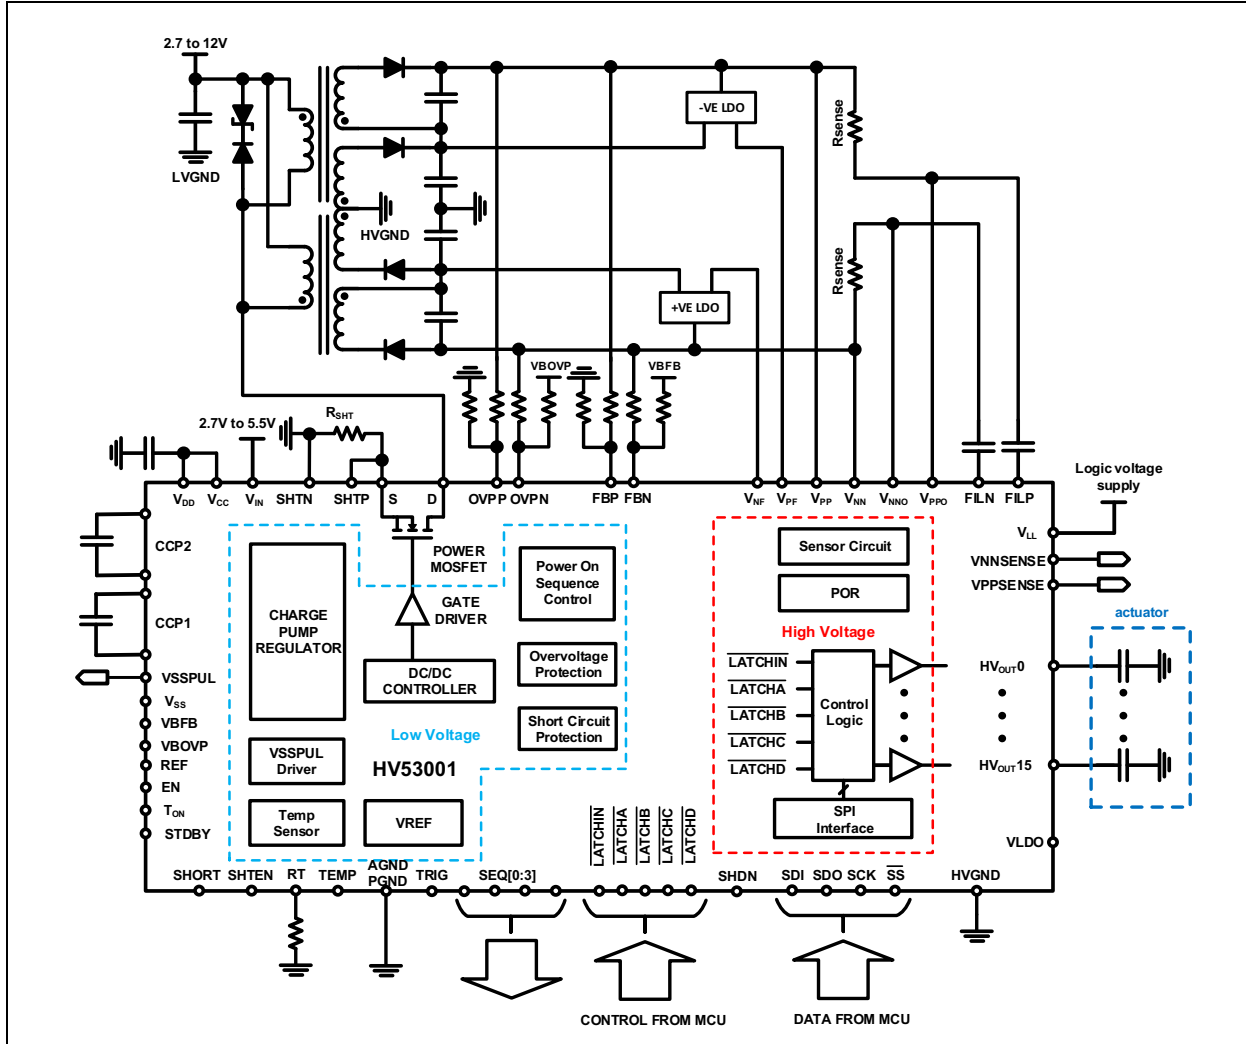 2.7 to 12V
LVGND
HVGND
-VE LDO
+VE LDO
Rsense
Rsense
2.7V to 5.5V
RSHT
VBOVP
VBFB
VDD
VCC
VIN
SHTN
SHTP
S
D
OVPP
OVPN
FBP
FBN
VNF
VPF
VPP
VNN
VNNO
VPPO
FILN
FILP
Logic voltage
supply
VLL
VNNSENSE
VPPSENSE
actuator
HVOUT0
HVOUT15
VLDO
CCP2
CCP1
VSSPUL
VSS
VBFB
VBOVP
REF
EN
TON
STDBY
CHARGE
PUMP
REGULATOR
POWER
MOSFET
GATE
DRIVER
DC/DC
CONTROLLER
Power On
Sequence
Control
Overvoltage
Protection
Short Circuit
Protection
Low Voltage
HV53001
VSSPUL
Driver
Temp
Sensor
VREF
Sensor Circuit
POR
High Voltage
LATCHIN
LATCHA
LATCHB
LATCHC
LATCHD
Control
Logic
SPI
Interface
LATCHIN
LATCHA
LATCHB
LATCHC
LATCHD
SHORT
SHTEN
RT
TEMP
AGND
PGND
TRIG
SEQ[0:3]
SHDN
SDI
SDO
SCK
SS
HVGND
CONTROL FROM MCU
DATA FROM MCU